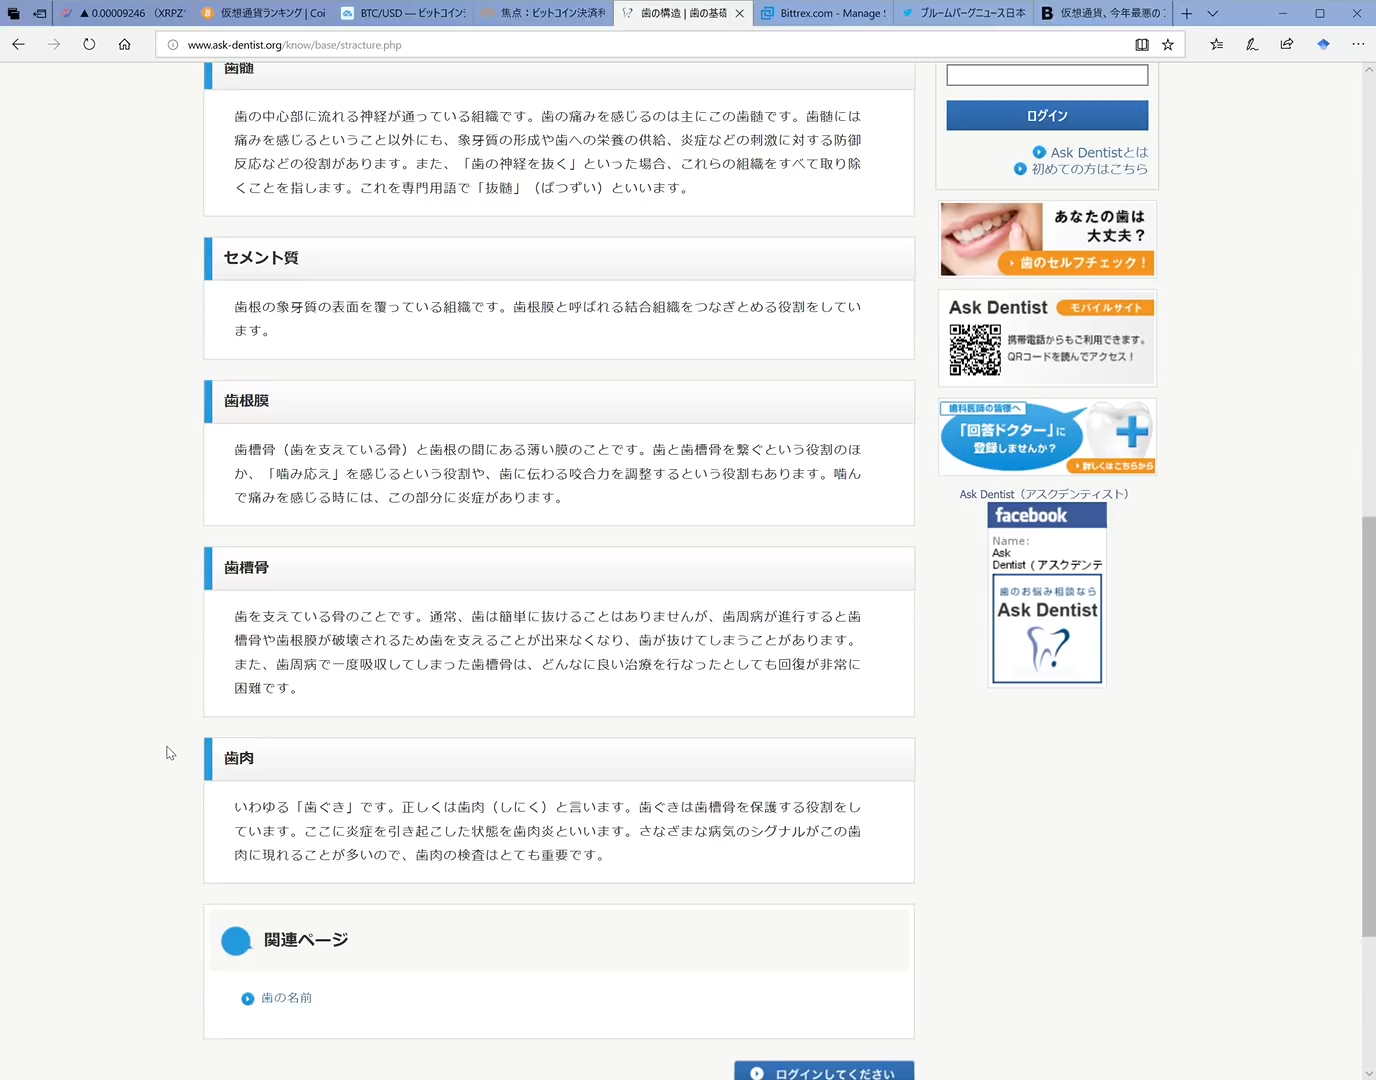 ▲ 0.00009246 （XRPZ
仮想通貨ランキング | Coi
BTC/USD — ビットコイン
焦点：ビットコイン決済利
歯の構造 | 歯の基礎
Bittrex.com - Manage
ブルームバーグニュース日本
B 仮想通貨、今年最悪の
www.ask-dentist.org/know/base/stracture.php
歯髄
歯の中心部に流れる神経が通っている組織です。歯の痛みを感じるのは主にこの歯髄です。歯髄には
痛みを感じるということ以外にも、象牙質の形成や歯への栄養の供給、炎症などの刺激に対する防御
反応などの役割があります。また、「歯の神経を抜く」といった場合、これらの組織をすべて取り除
くことを指します。これを専門用語で「抜髄」（ばつずい）といいます。
セメント質
歯根の象牙質の表面を覆っている組織です。歯根膜と呼ばれる結合組織をつなぎとめる役割をしてい
ます。
歯根膜
歯槽骨（歯を支えている骨）と歯根の間にある薄い膜のことです。歯と歯槽骨を繋ぐという役割のほ
か、「噛み応え」を感じるという役割や、歯に伝わる咬合力を調整するという役割もあります。噛ん
で痛みを感じる時には、この部分に炎症があります。
歯槽骨
歯を支えている骨のことです。通常、歯は簡単に抜けることはありませんが、歯周病が進行すると歯
槽骨や歯根膜が破壊されるため歯を支えることが出来なくなり、歯が抜けてしまうことがあります。
また、歯周病で一度吸収してしまった歯槽骨は、どんなに良い治療を行なったとしても回復が非常に
困難です。
歯肉
いわゆる「歯ぐき」です。正しくは歯肉（しにく）と言います。歯ぐきは歯槽骨を保護する役割をし
ています。ここに炎症を引き起こした状態を歯肉炎といいます。さなざまな病気のシグナルがこの歯
肉に現れることが多いので、歯肉の検査はとても重要です。
関連ページ
歯の名前
ログインしてください
ログイン
Ask Dentistとは
初めての方はこちら
あなたの歯は
大丈夫？
歯のセルフチェック！
Ask Dentist モバイルサイト
携帯電話からもご利用できます。
QRコードを読んでアクセス！
歯科医師の皆様へ
「回答ドクター」に
登録しませんか？
詳しくはこちらから
Ask Dentist（アスクデンティスト）
facebook
Name:
Ask
Dentist ( アスクデンテ
歯のお悩み相談なら
Ask Dentist